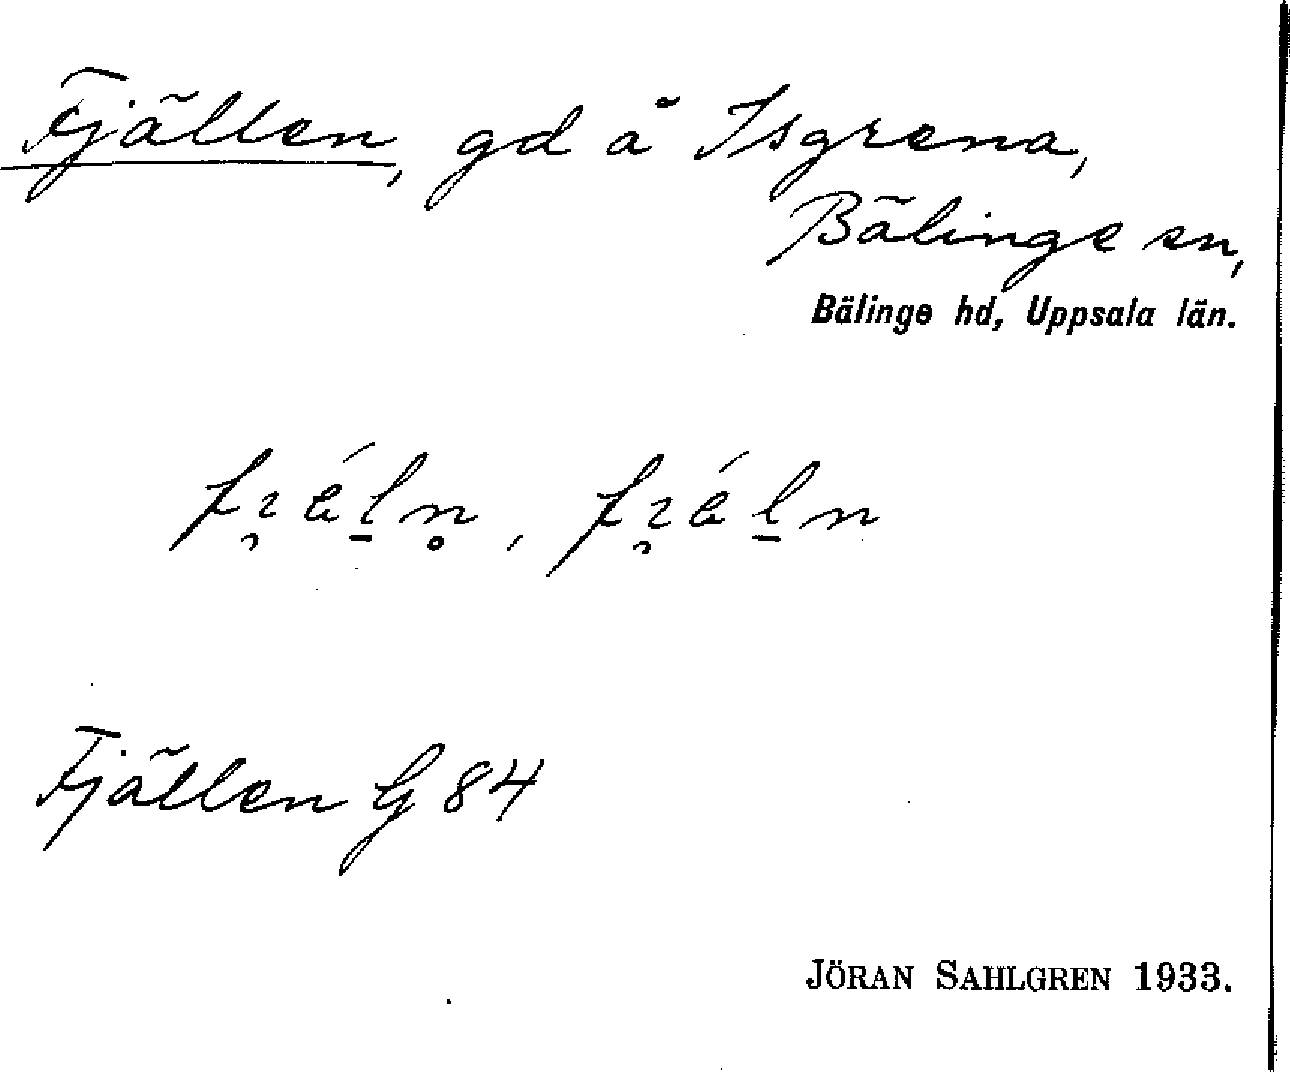 Fjällen, gd å Isgrena,
Bälinge sn,
Bälinge hd, Uppsala län.
Fjällen G 84
JÖRAN SAHLGREN 1933.